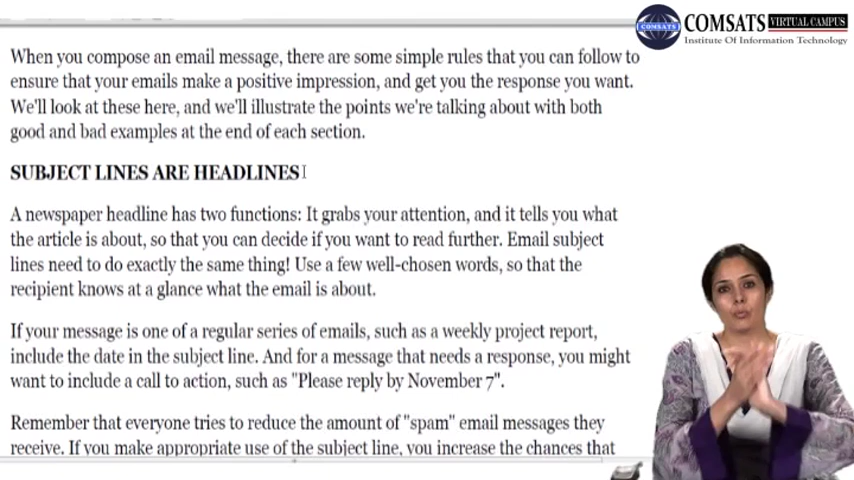 COMSATS VIRTUAL CAMPUS
Institute Of Information Technology
COMSATS
When you compose an email message, there are some simple rules that you can follow to
ensure that your emails make a positive impression, and get you the response you want.
We'll look at these here, and we'll illustrate the points we're talking about with both
good and bad examples at the end of each section.
SUBJECT LINES ARE HEADLINES
A newspaper headline has two functions: It grabs your attention, and it tells you what
the article is about, so that you can decide if you want to read further. Email subject
lines need to do exactly the same thing! Use a few well-chosen words, so that the
recipient knows at a glance what the email is about.
If your message is one of a regular series of emails, such as a weekly project report,
include the date in the subject line. And for a message that needs a response, you might
want to include a call to action, such as "Please reply by November 7".
Remember that everyone tries to reduce the amount of "spam" email messages they
receive. If you make appropriate use of the subject line, you increase the chances that